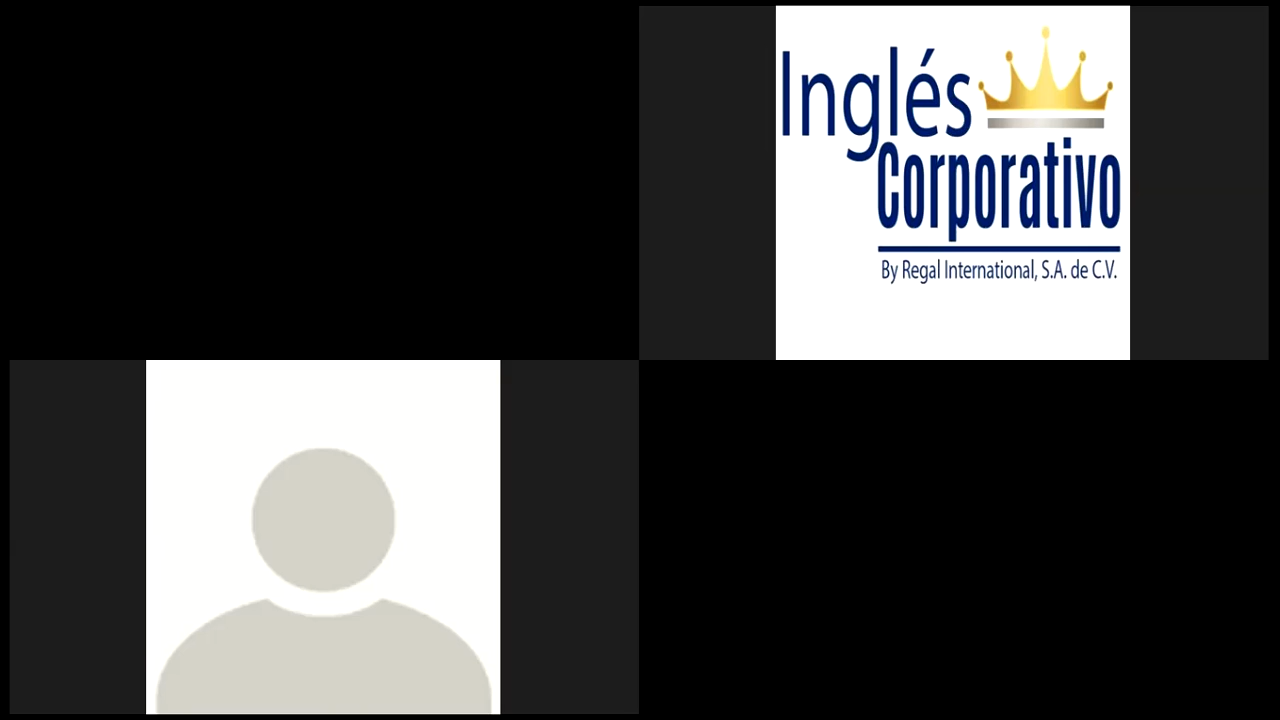 Inglés
Corporativo
By Regal International, S.A. de C.V.